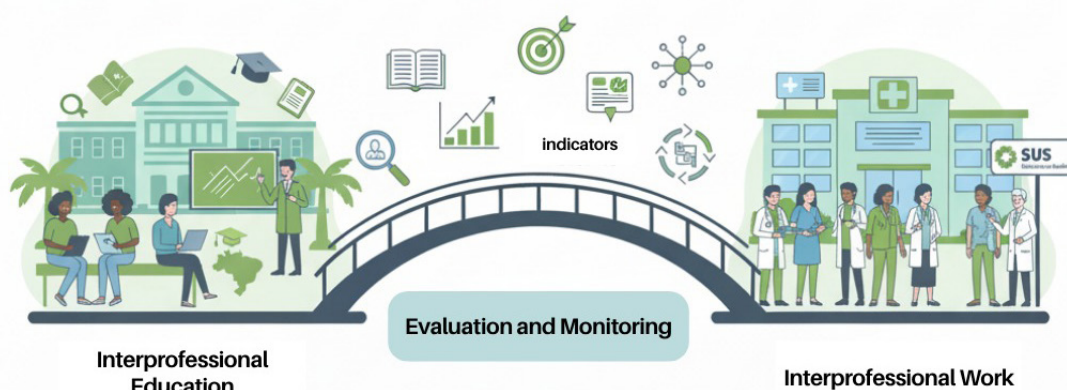 indicators
SUS
Evaluation and Monitoring
Interprofessional
Education
Interprofessional Work